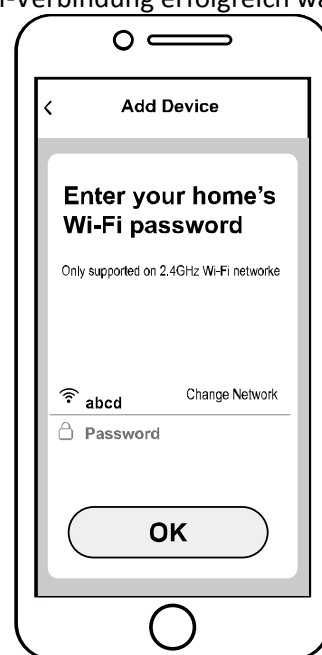 -Verbindung erfolgreich
Add Device
Enter your home's
Wi-Fi password
Only supported on 2.4GHz Wi-Fi networke
abcd Change Network
Password
OK